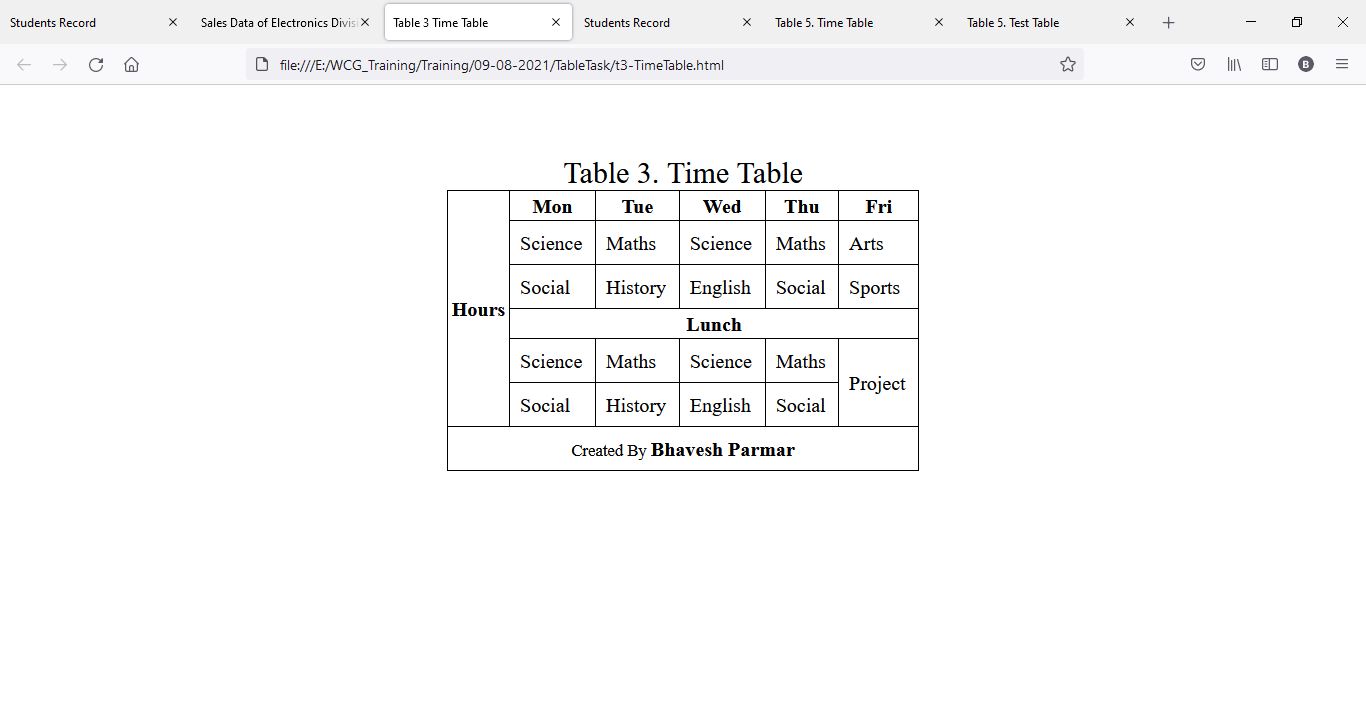 Students Record Sales Data of Electronics Divisi Table 3 Time Table Students Record Table 5. Time Table Table 5. Test Table
file:///E:/WCG_Training/Training/09-08-2021/TableTask/t3-TimeTable.html B
Table 3. Time Table
Mon Tue Wed Thu Fri
Science Maths Science Maths Arts
Social History English Social Sports
Hours
Lunch
Science Maths Science Maths
Project
Social History English Social
Created By Bhavesh Parmar